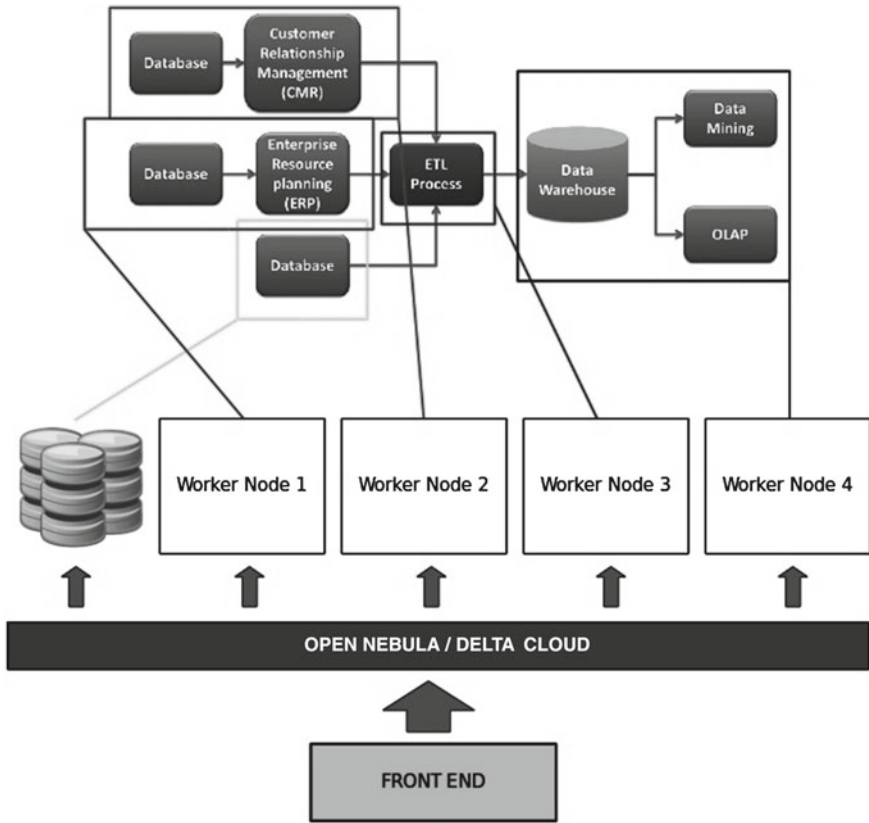 Database
Customer
Relationship
Management
(CMR)
Database
Enterprise
Resource
planning
(ERP)
Database
ETL
Process
Data
Warehouse
Data
Mining
OLAP
Worker Node 1
Worker Node 2
Worker Node 3
Worker Node 4
OPEN NEBULA / DELTA CLOUD
FRONT END